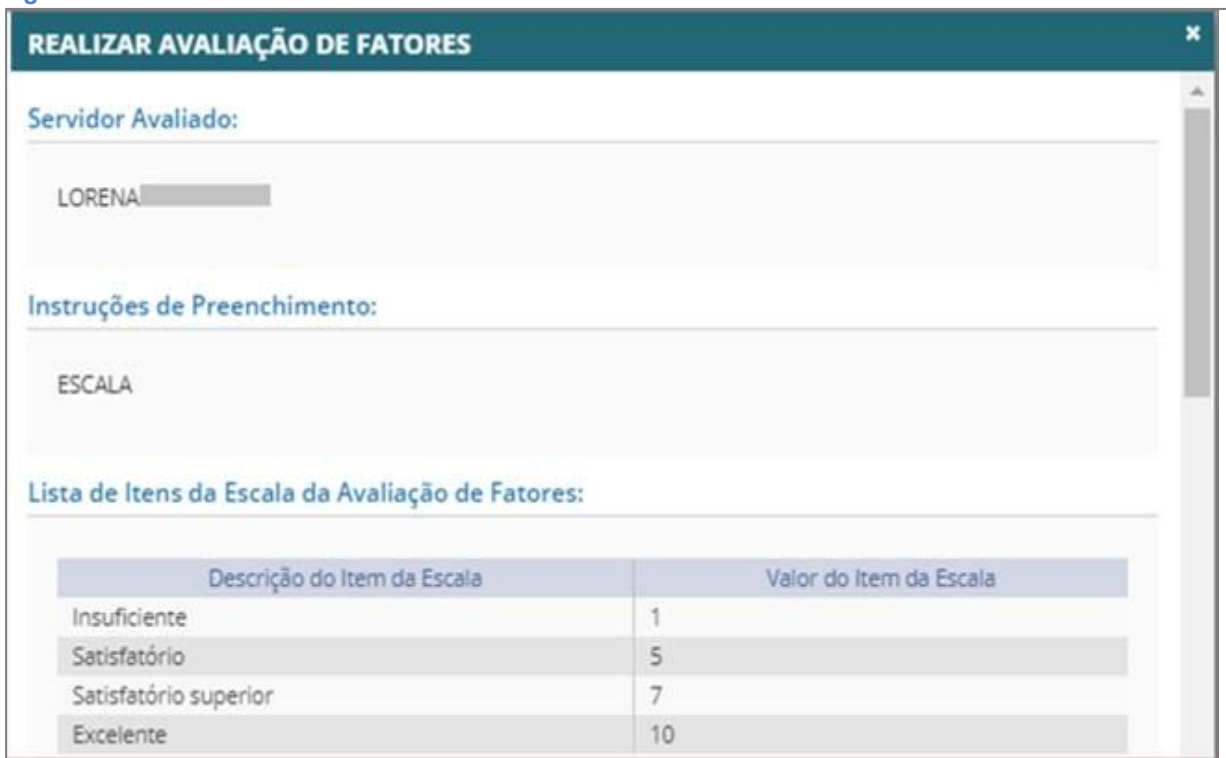 REALIZAR AVALIAÇÃO DE FATORES
Servidor Avaliado:
LORENA
Instruções de Preenchimento:
ESCALA
Lista de Itens da Escala da Avaliação de Fatores:
Descrição do Item da Escala Valor do Item da Escala
Insuficiente 1
Satisfatório 5
Satisfatório superior 7
Excelente 10